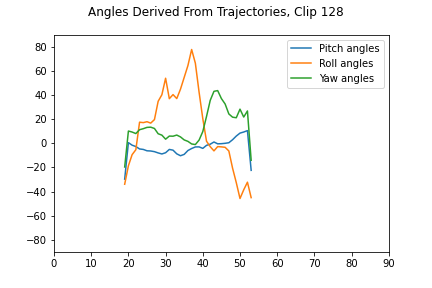 Angles Derived From Trajectories, Clip 128
Pitch angles
Roll angles
Yaw angles
80
60
40
20
0
−20
−40
−60
−80
0 10 20 30 40 50 60 70 80 90